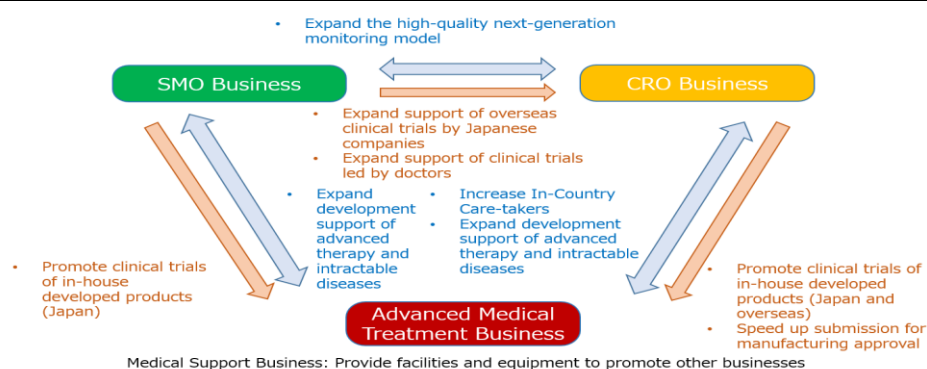 • Expand the high-quality next-generation
monitoring model
SMO Business
CRO Business
• Expand support of overseas
clinical trials by Japanese
companies
• Expand support of clinical trials
led by doctors
• Expand
development
support of
advanced
therapy and
intractable
diseases
• Increase In-Country
Care-takers
• Expand development
support of advanced
therapy and intractable
diseases
• Promote clinical trials
of in-house
developed products
(Japan)
• Promote clinical trials of
in-house developed
products (Japan and
overseas)
• Speed up submission for
manufacturing approval
Advanced Medical
Treatment Business
Medical Support Business: Provide facilities and equipment to promote other businesses